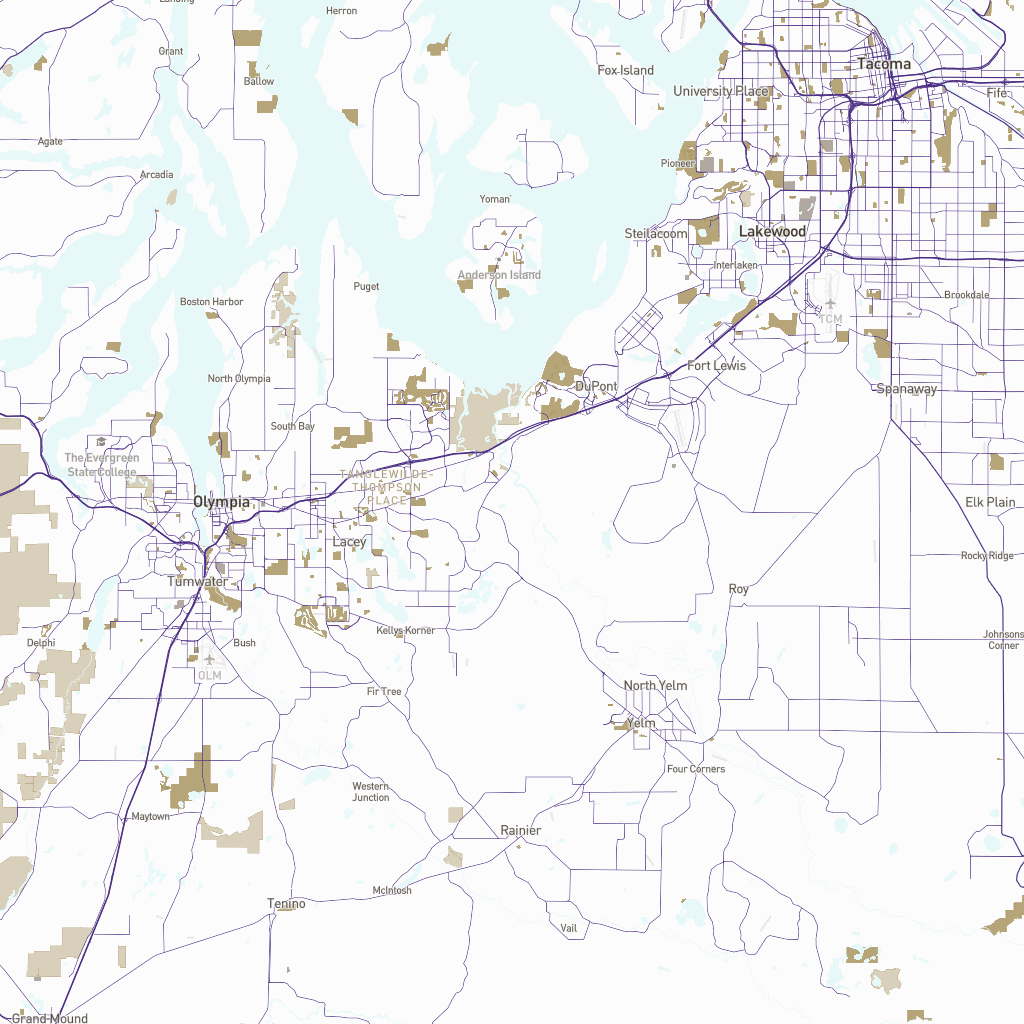 Landing
Herron
Grant
Tacoma
Fox Island
Ballow
University Place
Fife
Agate
Pioneer
Arcadia
Yoman
Steilacoom
Lakewood
Interlaken
Anderson Island
Puget
Boston Harbor
Brookdale
TCM
Fort Lewis
North Olympia
DuPont
Spanaway
South Bay
The Evergreen
State College
TANGLEWILDE-
THOMPSON
PLACE
Olympia
Elk Plain
Lacey
Rocky Ridge
Tumwater
Roy
Kellys Korner
Delphi
Bush
Johnsons
Corner
OLM
Fir Tree
North Yelm
Yelm
Four Corners
Western
Junction
Maytown
Rainier
McIntosh
Tenino
Vail
Grand Mound